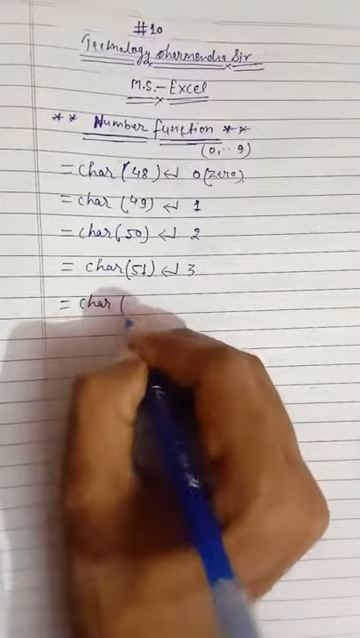 #10
Technology Dharmendra Sir
M.S.-Excel
** Number function **
(0,...9)
=char(48)↵ 0(zero)
=char(49)↵ 1
=char(50)↵ 2
=char(51)↵ 3
=char(